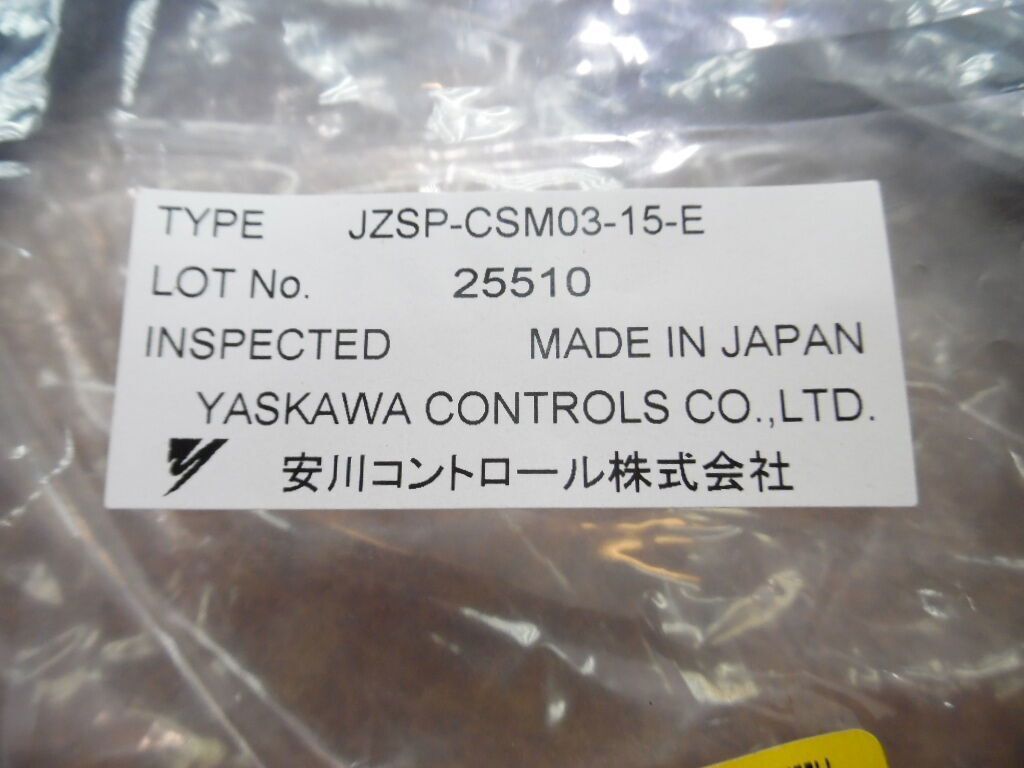 TYPE JZSP-CSM03-15-E
LOT No. 25510
INSPECTED MADE IN JAPAN
YASKAWA CONTROLS CO.,LTD.
安川コントロール株式会社